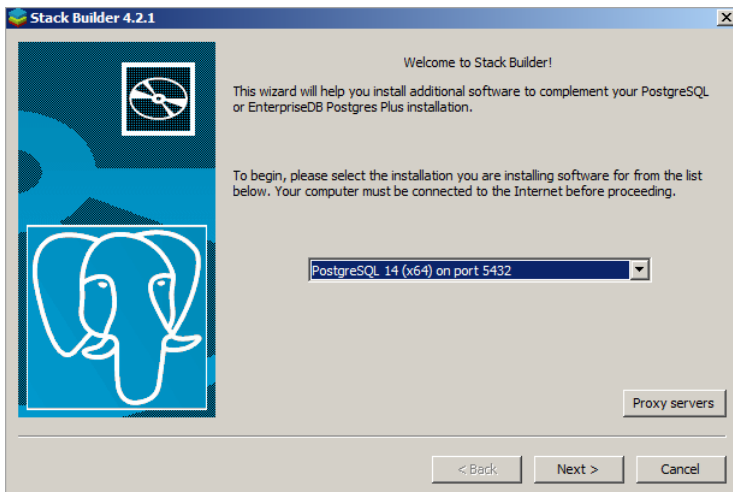 Stack Builder 4.2.1
Welcome to Stack Builder!
This wizard will help you install additional software to complement your PostgreSQL
or EnterpriseDB Postgres Plus installation.
To begin, please select the installation you are installing software for from the list
below. Your computer must be connected to the Internet before proceeding.
PostgreSQL 14 (x64) on port 5432
Proxy servers
< Back
Next >
Cancel